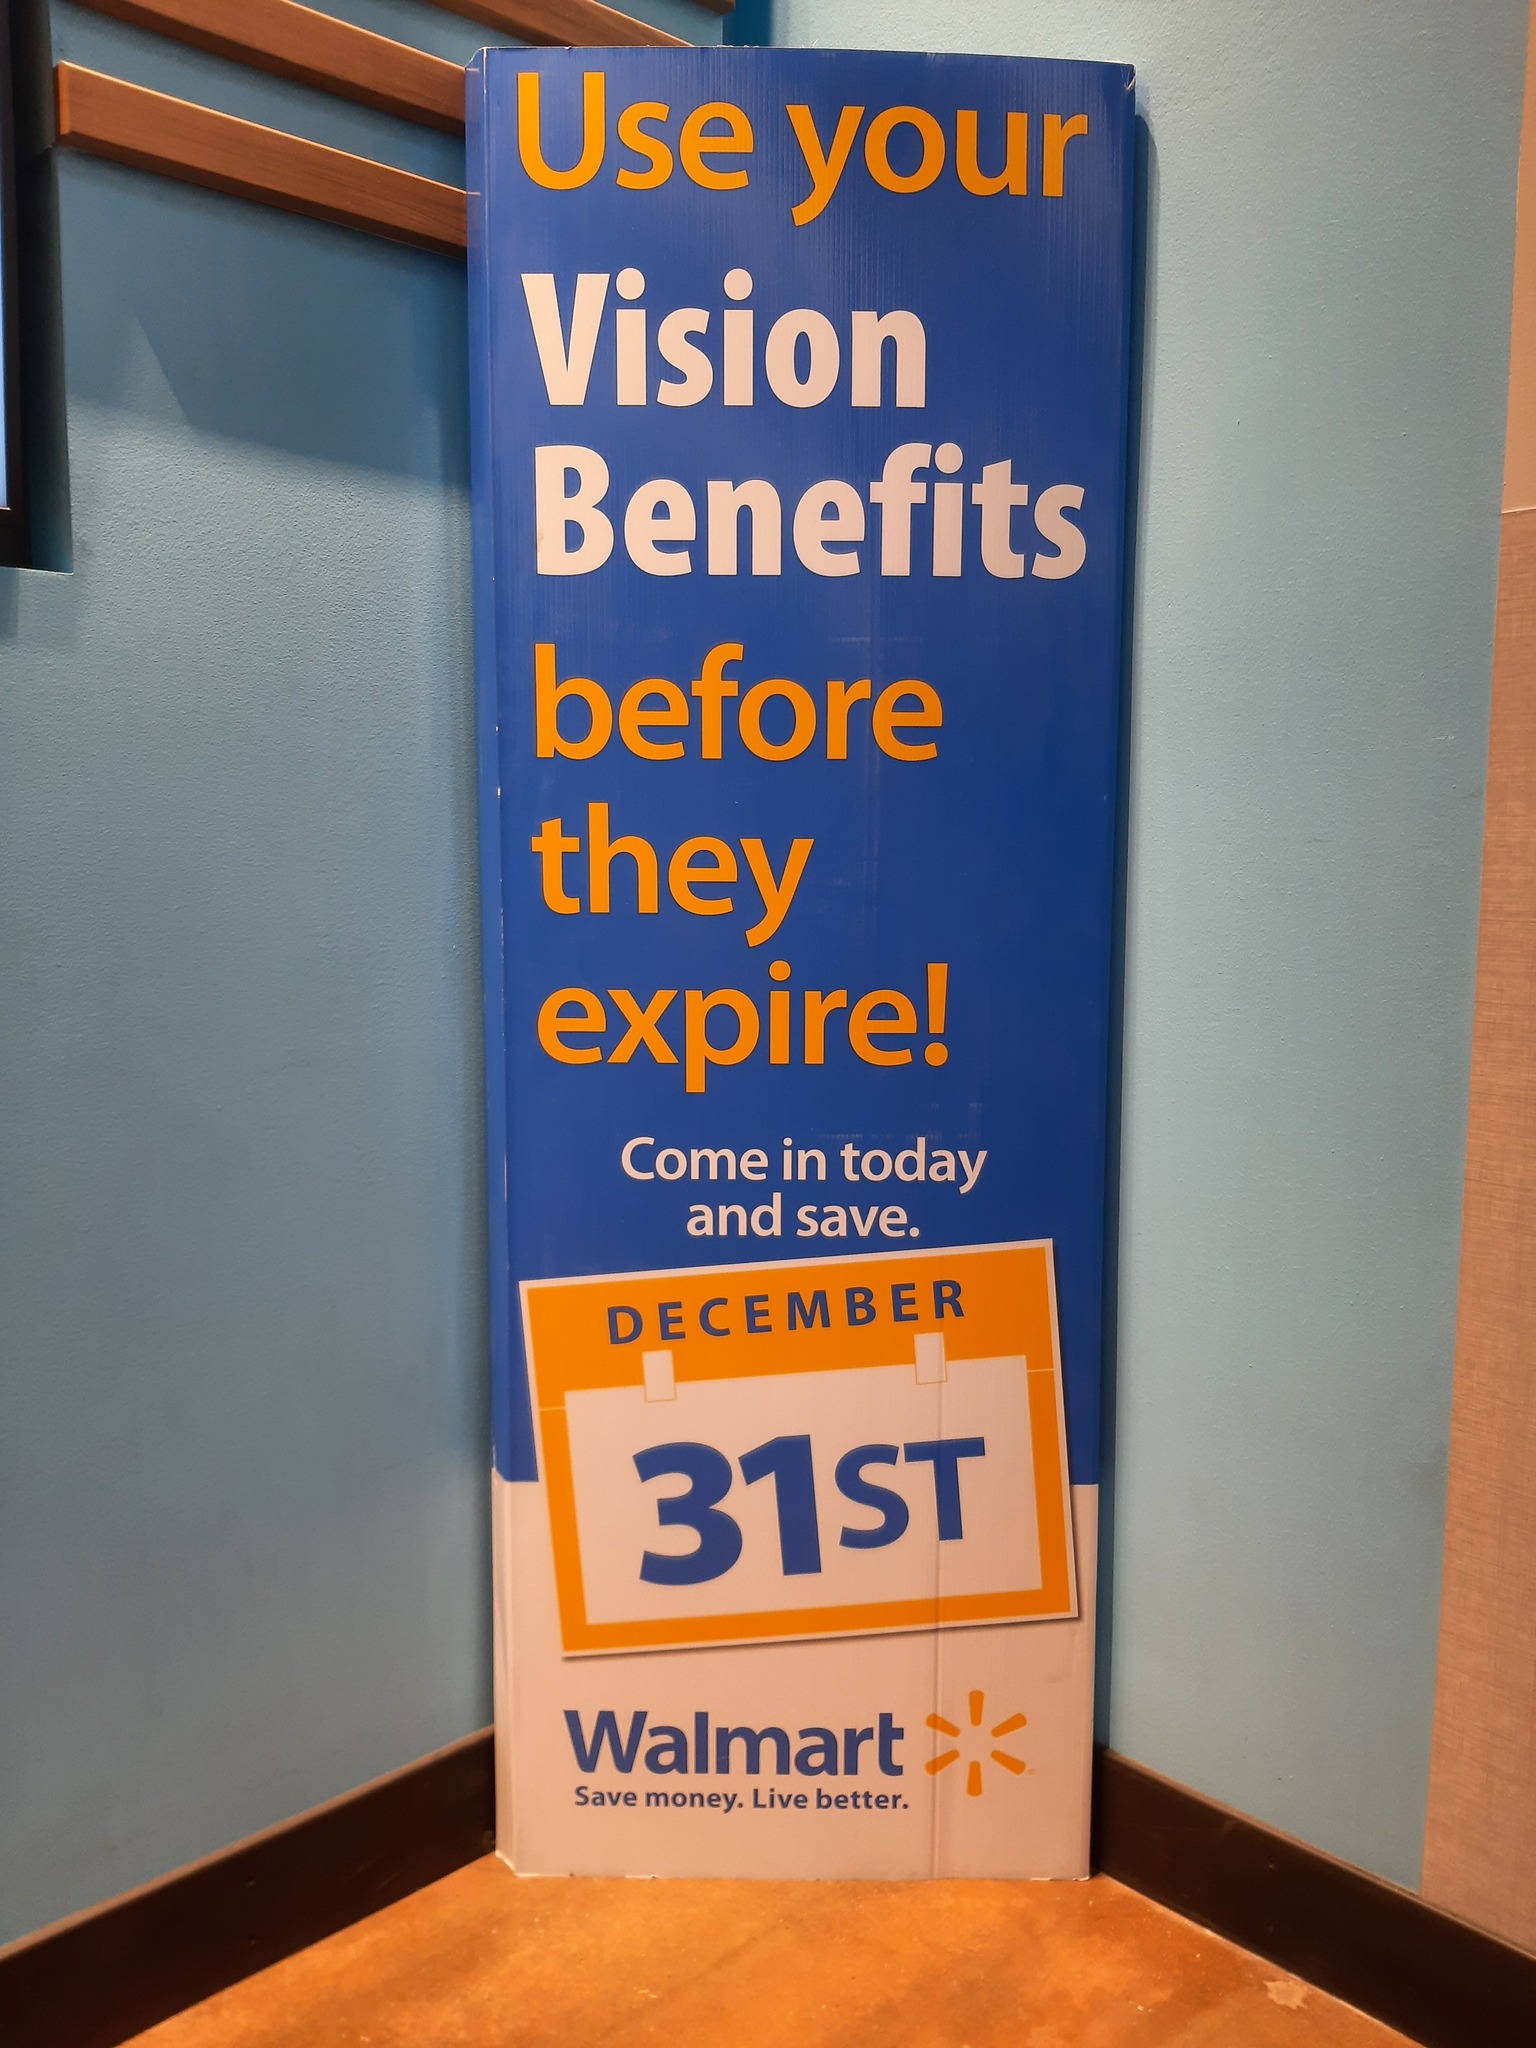 Use your
Vision
Benefits
before
they
expire!
Come in today
and save.
DECEMBER
31ST
Walmart
Save money. Live better.